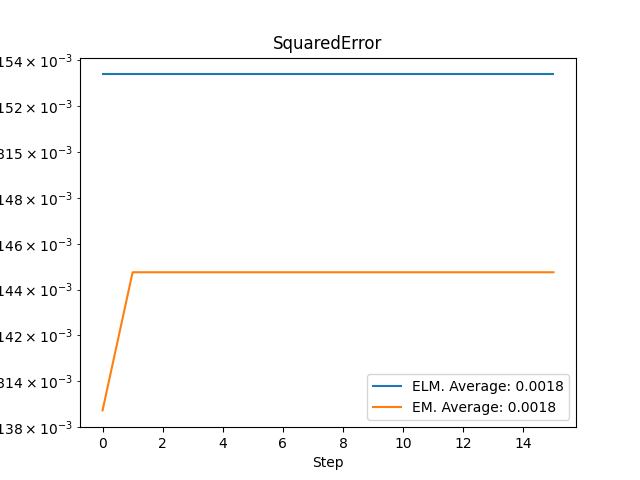 SquaredError
154 × 10⁻³
152 × 10⁻³
315 × 10⁻³
148 × 10⁻³
146 × 10⁻³
144 × 10⁻³
142 × 10⁻³
314 × 10⁻³
138 × 10⁻³
ELM. Average: 0.0018
EM. Average: 0.0018
0 2 4 6 8 10 12 14
Step